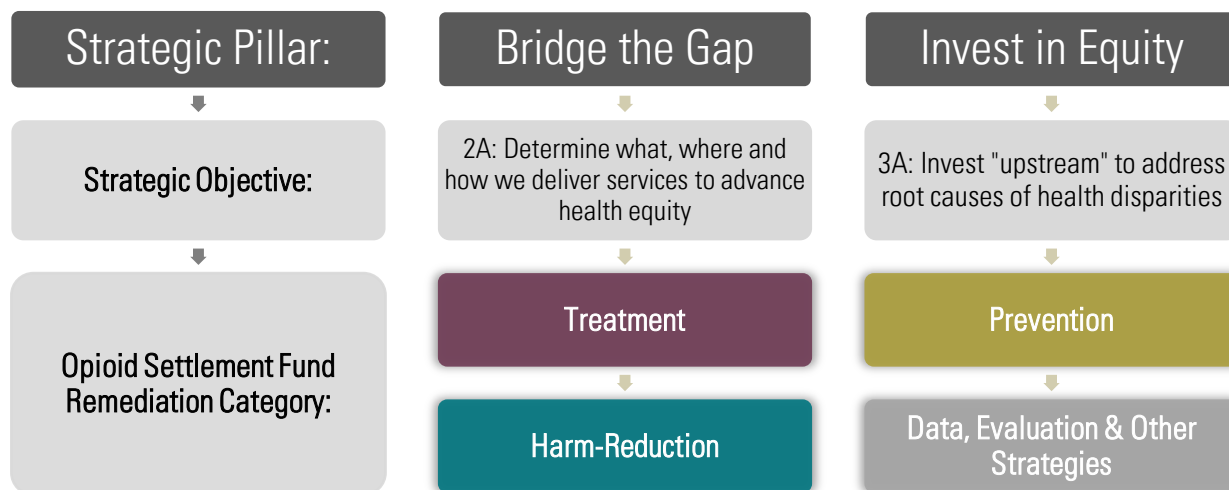 Strategic Pillar:
Bridge the Gap
Invest in Equity
Strategic Objective:
2A: Determine what, where and
how we deliver services to advance
health equity
3A: Invest "upstream" to address
root causes of health disparities
Opioid Settlement Fund
Remediation Category:
Treatment
Prevention
Harm-Reduction
Data, Evaluation & Other
Strategies